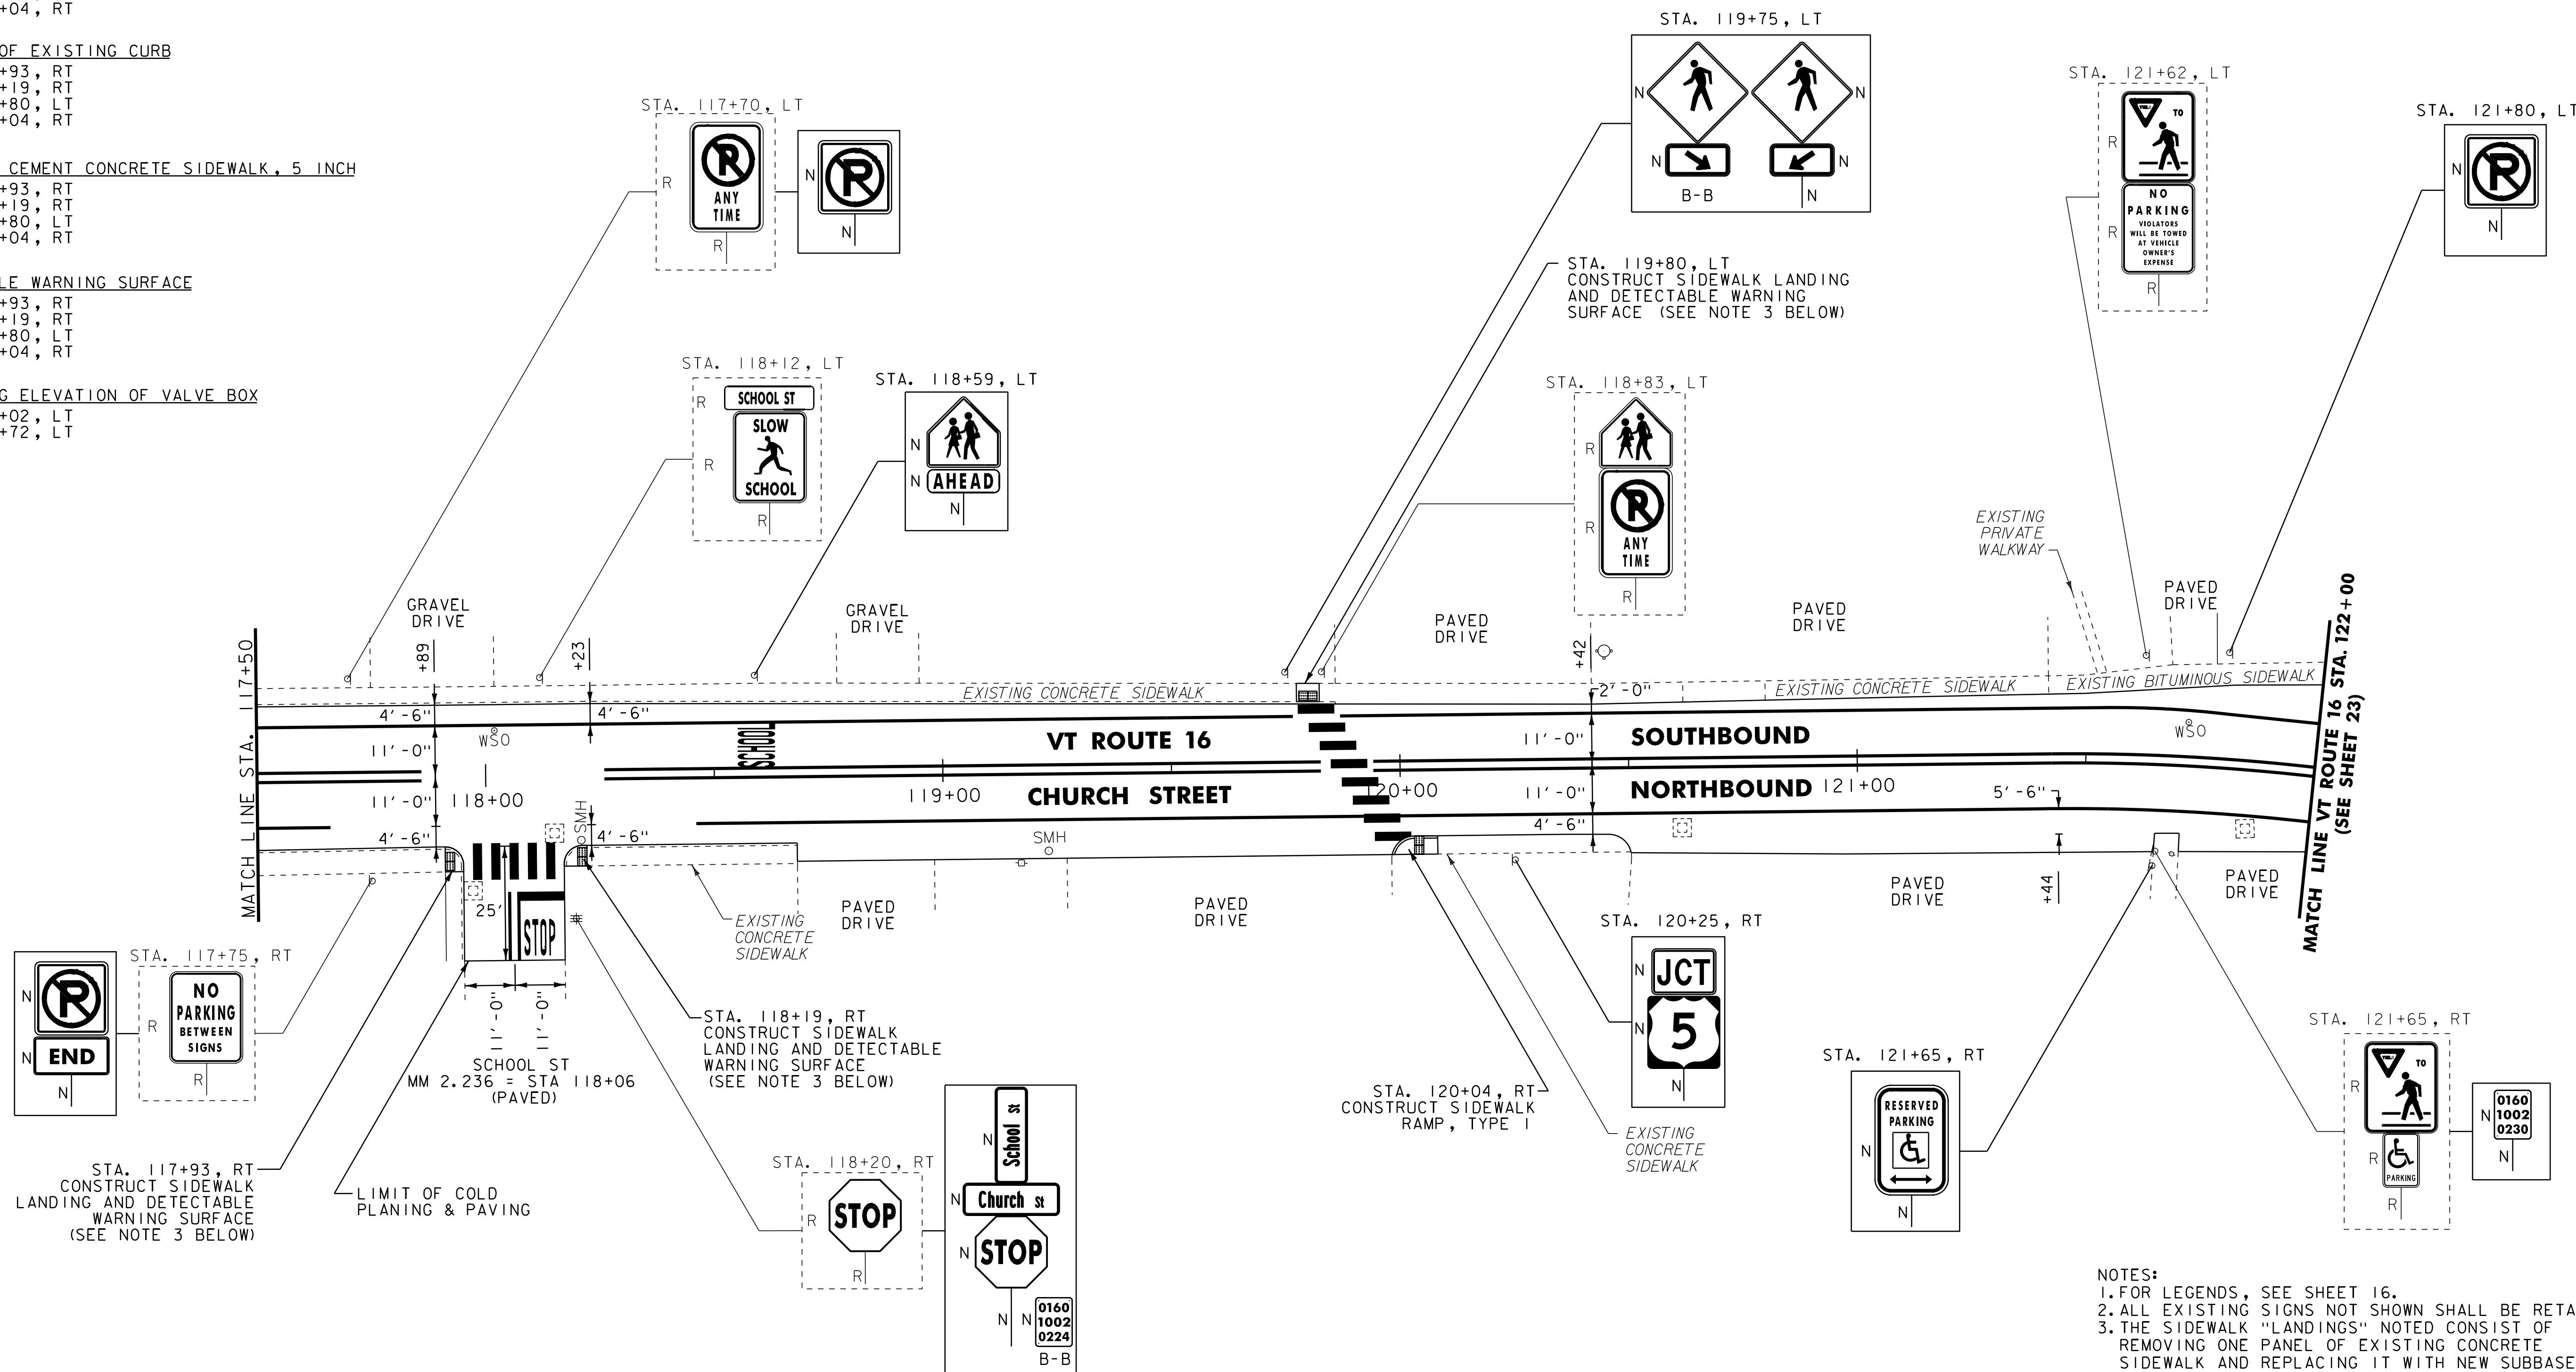 +04, RT
OF EXISTING CURB
+93, RT
+19, RT
+80, LT
+04, RT
CEMENT CONCRETE SIDEWALK, 5 INCH
+93, RT
+19, RT
+80, LT
+04, RT
LE WARNING SURFACE
+93, RT
+19, RT
+80, LT
+04, RT
G ELEVATION OF VALVE BOX
+02, LT
+72, LT
STA. 117+70, LT
R
ANY
TIME
R
N
N
STA. 118+12, LT
R
SCHOOL ST
R
SLOW
SCHOOL
R
STA. 118+59, LT
N
N
AHEAD
N
STA. 119+75, LT
N
N
N
N
B-B
N
STA. 119+80, LT
CONSTRUCT SIDEWALK LANDING
AND DETECTABLE WARNING
SURFACE (SEE NOTE 3 BELOW)
STA. 118+83, LT
R
R
ANY
TIME
R
STA. 121+62, LT
R
YIELD
TO
R
NO
PARKING
VIOLATORS
WILL BE TOWED
AT VEHICLE
OWNER'S
EXPENSE
R
STA. 121+80, LT
N
N
EXISTING
PRIVATE
WALKWAY
GRAVEL
DRIVE
GRAVEL
DRIVE
PAVED
DRIVE
PAVED
DRIVE
PAVED
DRIVE
+89
+23
+42
MATCH LINE STA. 117+50
EXISTING CONCRETE SIDEWALK
2'-0"
EXISTING CONCRETE SIDEWALK
EXISTING BITUMINOUS SIDEWALK
4'-6"
4'-6"
WSO
SCHOOL
VT ROUTE 16
11'-0"
SOUTHBOUND
WSO
11'-0"
11'-0"
118+00
119+00
CHURCH STREET
120+00
11'-0"
NORTHBOUND
121+00
5'-6"
4'-6"
SMH
4'-6"
SMH
4'-6"
MATCH LINE VT ROUTE 16 STA. 122+00
(SEE SHEET 23)
25'
STOP
EXISTING
CONCRETE
SIDEWALK
PAVED
DRIVE
PAVED
DRIVE
PAVED
DRIVE
+44
PAVED
DRIVE
N
N
END
N
STA. 117+75, RT
R
NO
PARKING
BETWEEN
SIGNS
R
11'-0"
11'-0"
SCHOOL ST
MM 2.236 = STA 118+06
(PAVED)
STA. 118+19, RT
CONSTRUCT SIDEWALK
LANDING AND DETECTABLE
WARNING SURFACE
(SEE NOTE 3 BELOW)
STA. 117+93, RT
CONSTRUCT SIDEWALK
LANDING AND DETECTABLE
WARNING SURFACE
(SEE NOTE 3 BELOW)
LIMIT OF COLD
PLANING & PAVING
STA. 118+20, RT
R
STOP
R
N
School St
N
Church St
N
STOP
N
N
0160
1002
0224
B-B
STA. 120+04, RT
CONSTRUCT SIDEWALK
RAMP, TYPE 1
STA. 120+25, RT
N
JCT
N
5
N
EXISTING
CONCRETE
SIDEWALK
STA. 121+65, RT
N
RESERVED
PARKING
N
STA. 121+65, RT
R
YIELD
TO
R
PARKING
R
N
0160
1002
0230
N
NOTES:
1. FOR LEGENDS, SEE SHEET 16.
2. ALL EXISTING SIGNS NOT SHOWN SHALL BE RETA
3. THE SIDEWALK "LANDINGS" NOTED CONSIST OF
REMOVING ONE PANEL OF EXISTING CONCRETE
SIDEWALK AND REPLACING IT WITH NEW SUBBASE